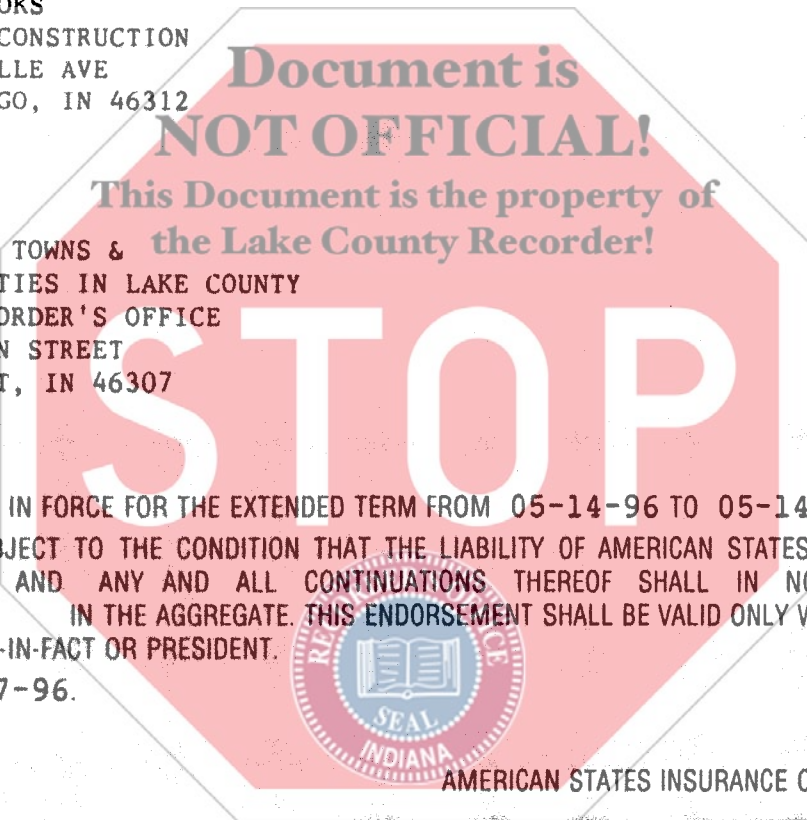 OKS
CONSTRUCTION
LLE AVE
GO, IN 46312
Document is
NOT OFFICIAL!
This Document is the property of
the Lake County Recorder!
TOWNS &
TIES IN LAKE COUNTY
ORDER'S OFFICE
N STREET
T, IN 46307
STOP
IN FORCE FOR THE EXTENDED TERM FROM 05-14-96 TO 05-14
JECT TO THE CONDITION THAT THE LIABILITY OF AMERICAN STATES
AND ANY AND ALL CONTINUATIONS THEREOF SHALL IN NO
IN THE AGGREGATE. THIS ENDORSEMENT SHALL BE VALID ONLY
-IN-FACT OR PRESIDENT.
7-96.
SEAL
INDIANA
AMERICAN STATES INSURANCE